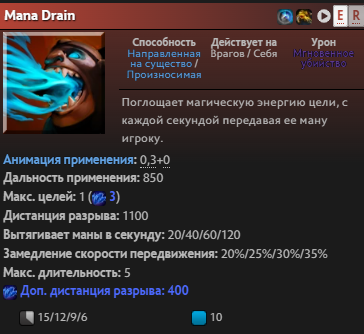 Mana Drain E R
Способность Действует на Урон
Направленная Врагов / Себя Мгновенное
на существо / убийство
Произносимая
Поглощает магическую энергию цели, с
каждой секундой передавая ее ману
игроку.
Анимация применения: 0,3+0
Дальность применения: 850
Макс. целей: 1 ( 3)
Дистанция разрыва: 1100
Вытягивает маны в секунду: 20/40/60/120
Замедление скорости передвижения: 20%/25%/30%/35%
Макс. длительность: 5
Доп. дистанция разрыва: 400
15/12/9/6 10